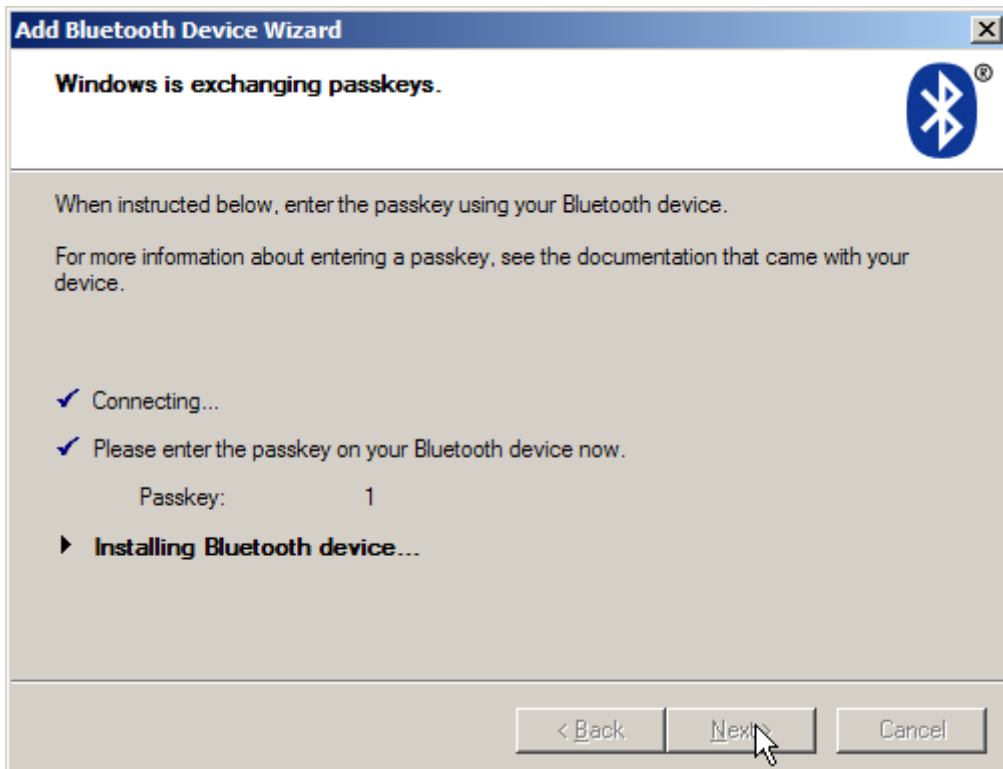 Add Bluetooth Device Wizard
Windows is exchanging passkeys.
®
When instructed below, enter the passkey using your Bluetooth device.
For more information about entering a passkey, see the documentation that came with your
device.
Connecting...
Please enter the passkey on your Bluetooth device now.
Passkey: 1
Installing Bluetooth device...
< Back Next > Cancel